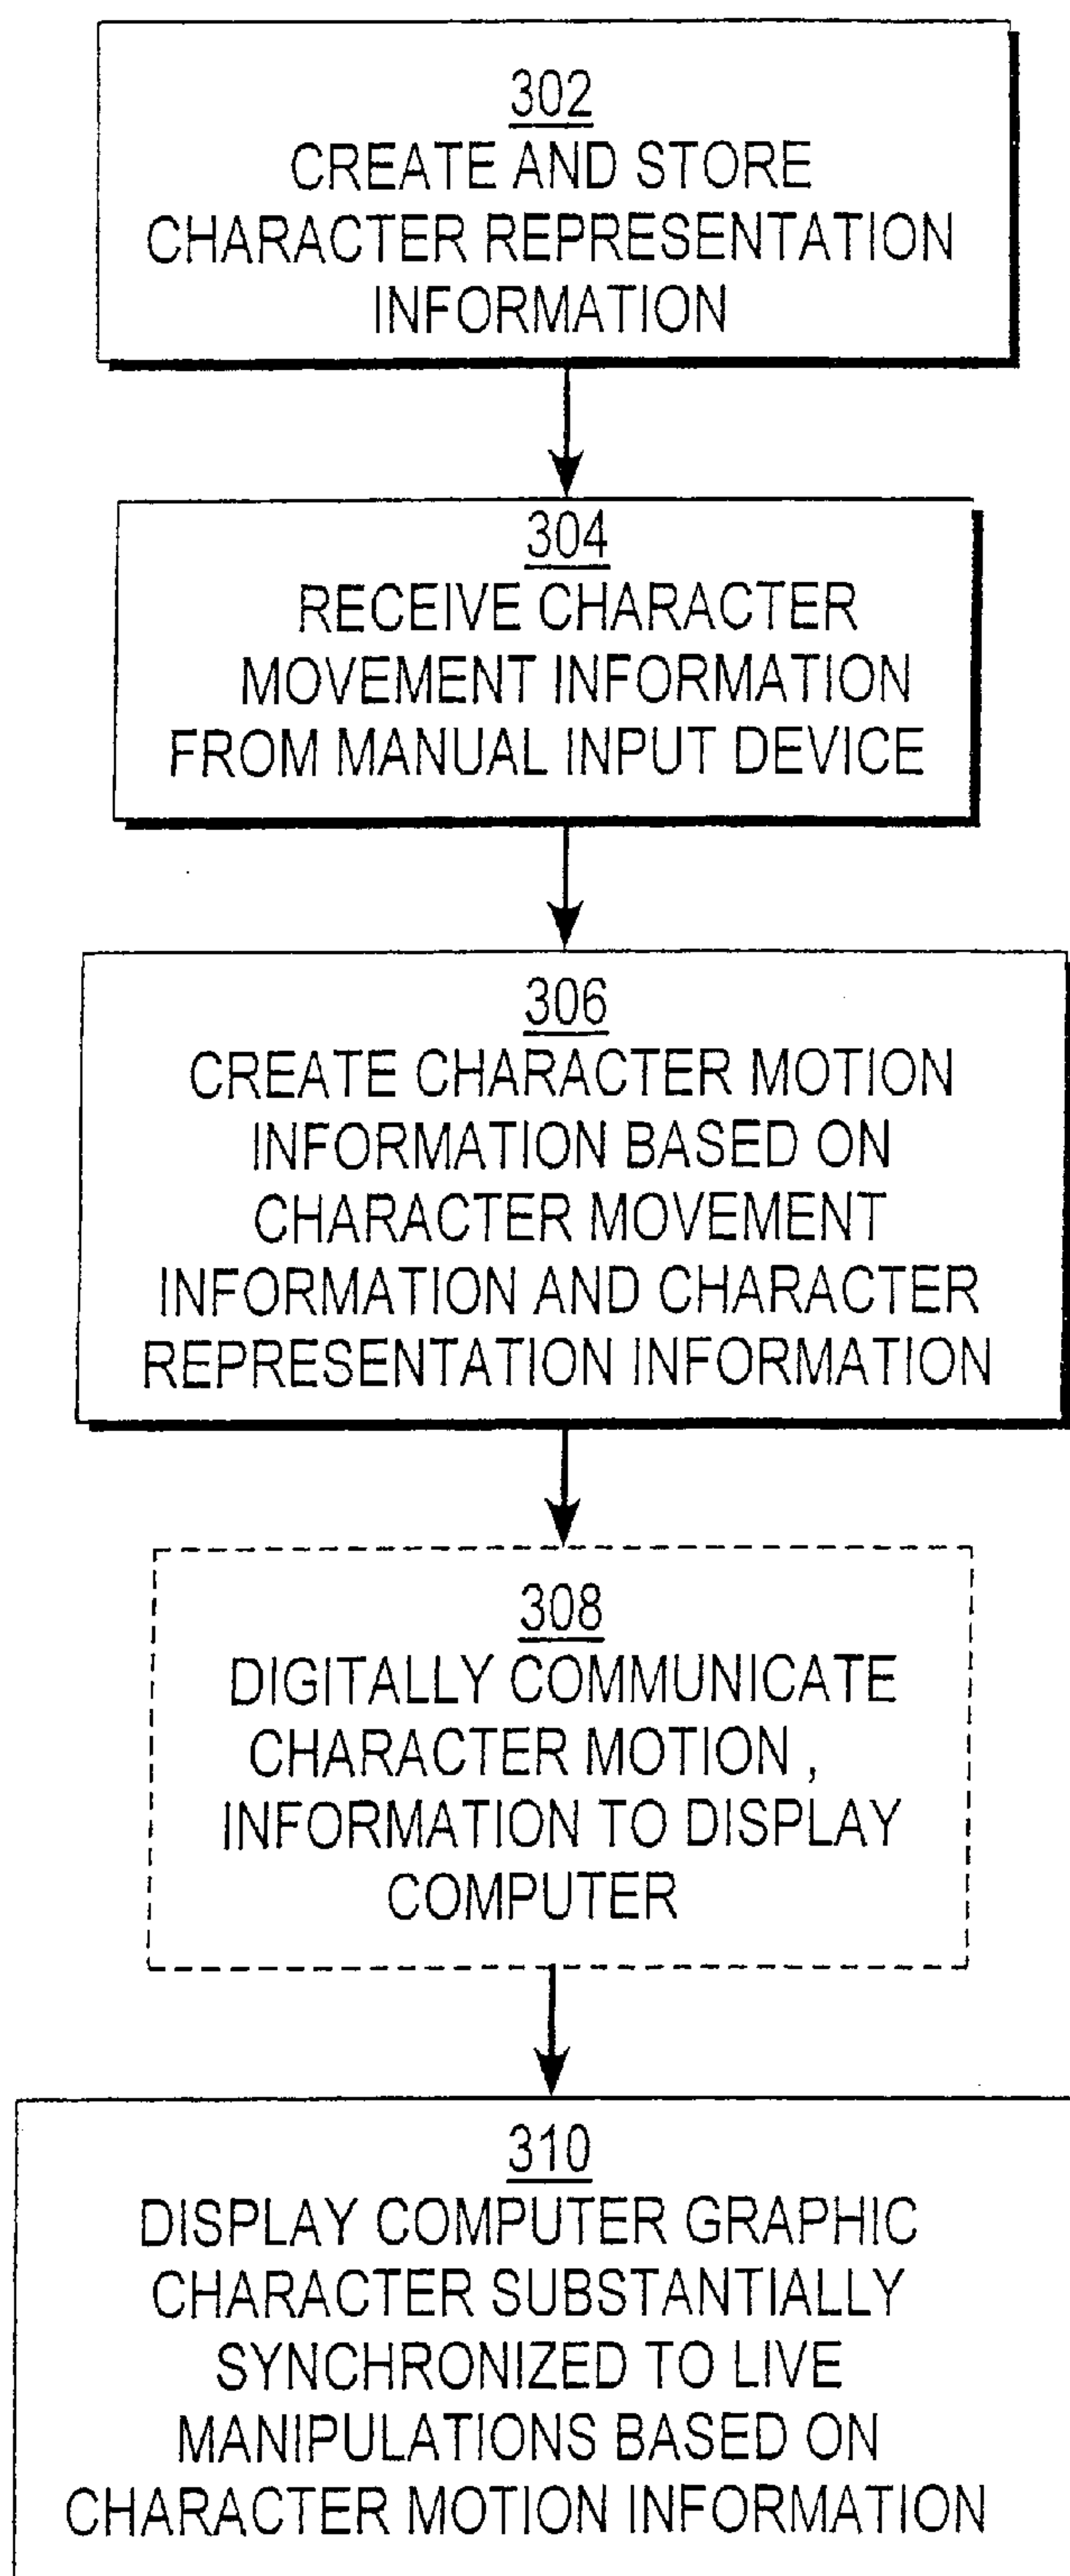 302
CREATE AND STORE
CHARACTER REPRESENTATION
INFORMATION
304
RECEIVE CHARACTER
MOVEMENT INFORMATION
FROM MANUAL INPUT DEVICE
306
CREATE CHARACTER MOTION
INFORMATION BASED ON
CHARACTER MOVEMENT
INFORMATION AND CHARACTER
REPRESENTATION INFORMATION
308
DIGITALLY COMMUNICATE
CHARACTER MOTION ,
INFORMATION TO DISPLAY
COMPUTER
310
DISPLAY COMPUTER GRAPHIC
CHARACTER SUBSTANTIALLY
SYNCHRONIZED TO LIVE
MANIPULATIONS BASED ON
CHARACTER MOTION INFORMATION